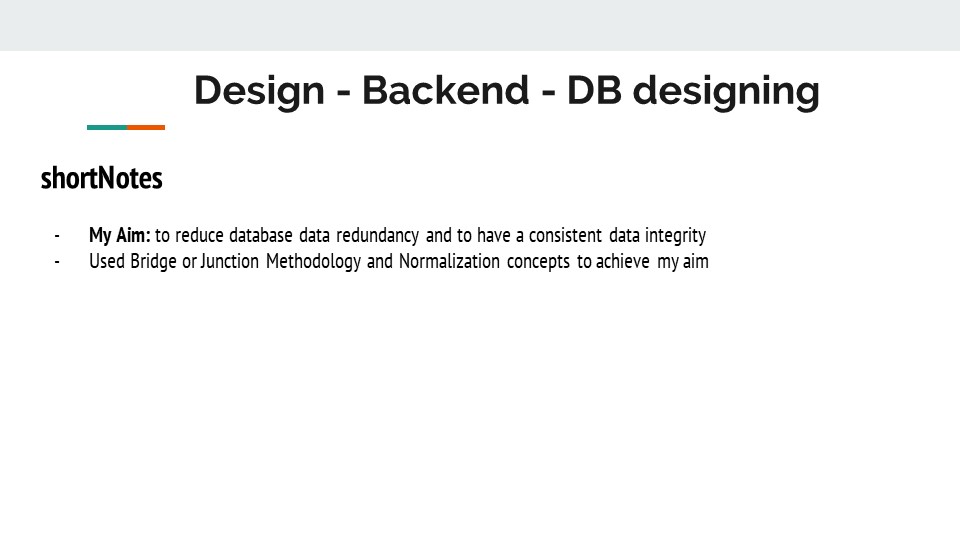 Design - Backend - DB designing
shortNotes
- My Aim: to reduce database data redundancy and to have a consistent data integrity
- Used Bridge or Junction Methodology and Normalization concepts to achieve my aim